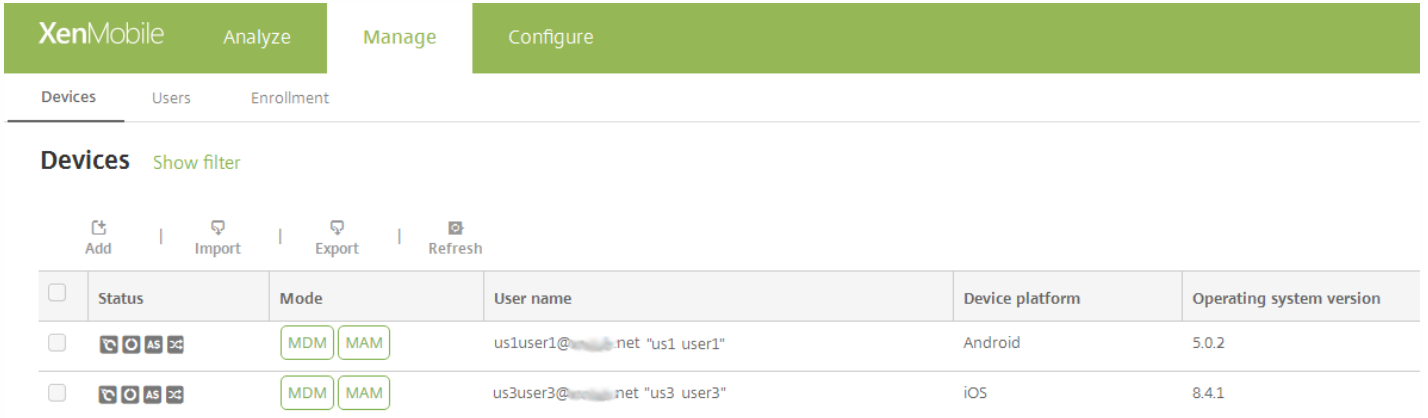 XenMobile Analyze Manage Configure
Devices Users Enrollment
Devices Show filter
Add | Import | Export | Refresh
Status Mode User name Device platform Operating system version
AS MDM MAM us1user1@ .net "us1 user1" Android 5.0.2
AS MDM MAM us3user3@ .net "us3 user3" iOS 8.4.1